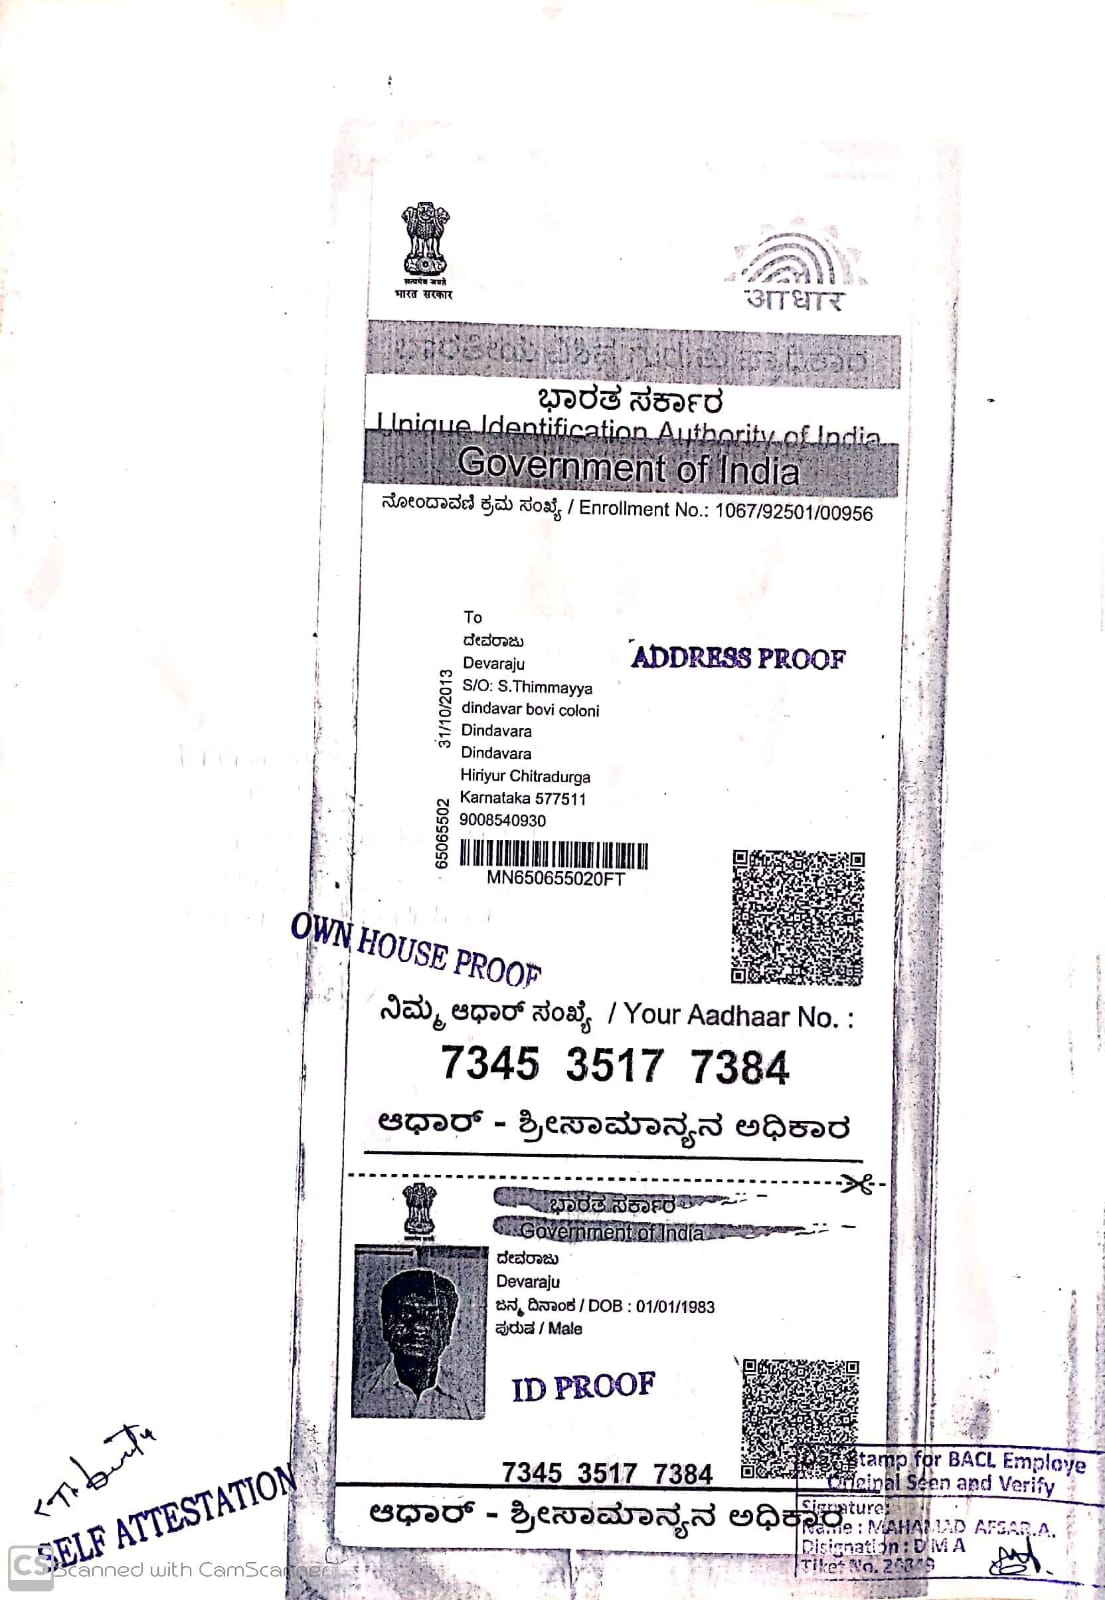 सत्यमेव जयते
भारत सरकार
आधार
ಭಾರತ ಸರ್ಕಾರ
Unique Identification Authority of India
Government of India
ನೋಂದಾವಣಿ ಕ್ರಮ ಸಂಖ್ಯೆ / Enrollment No.: 1067/92501/00956
To
ದೇವರಾಜು
Devaraju
S/O: S.Thimmayya
dindavar bovi coloni
Dindavara
Dindavara
Hiriyur Chitradurga
Karnataka 577511
9008540930
31/10/2013
65065502
ADDRESS PROOF
MN650655020FT
OWN HOUSE PROOF
ನಿಮ್ಮ ಆಧಾರ್ ಸಂಖ್ಯೆ / Your Aadhaar No. :
7345 3517 7384
ಆಧಾರ್ - ಶ್ರೀಸಾಮಾನ್ಯನ ಅಧಿಕಾರ
ಭಾರತ ಸರ್ಕಾರ
Government of India
ದೇವರಾಜು
Devaraju
ಜನ್ಮ ದಿನಾಂಕ / DOB : 01/01/1983
ಪುರುಷ / Male
ID PROOF
7345 3517 7384
ಆಧಾರ್ - ಶ್ರೀಸಾಮಾನ್ಯನ ಅಧಿಕಾರ
SELF ATTESTATION
Stamp for BACL Employe
Original Seen and Verify
Signature:
Name : MAHAMAD AFSAR.A.
Disignation : D M A
Tiket No.
CS Scanned with CamScanner